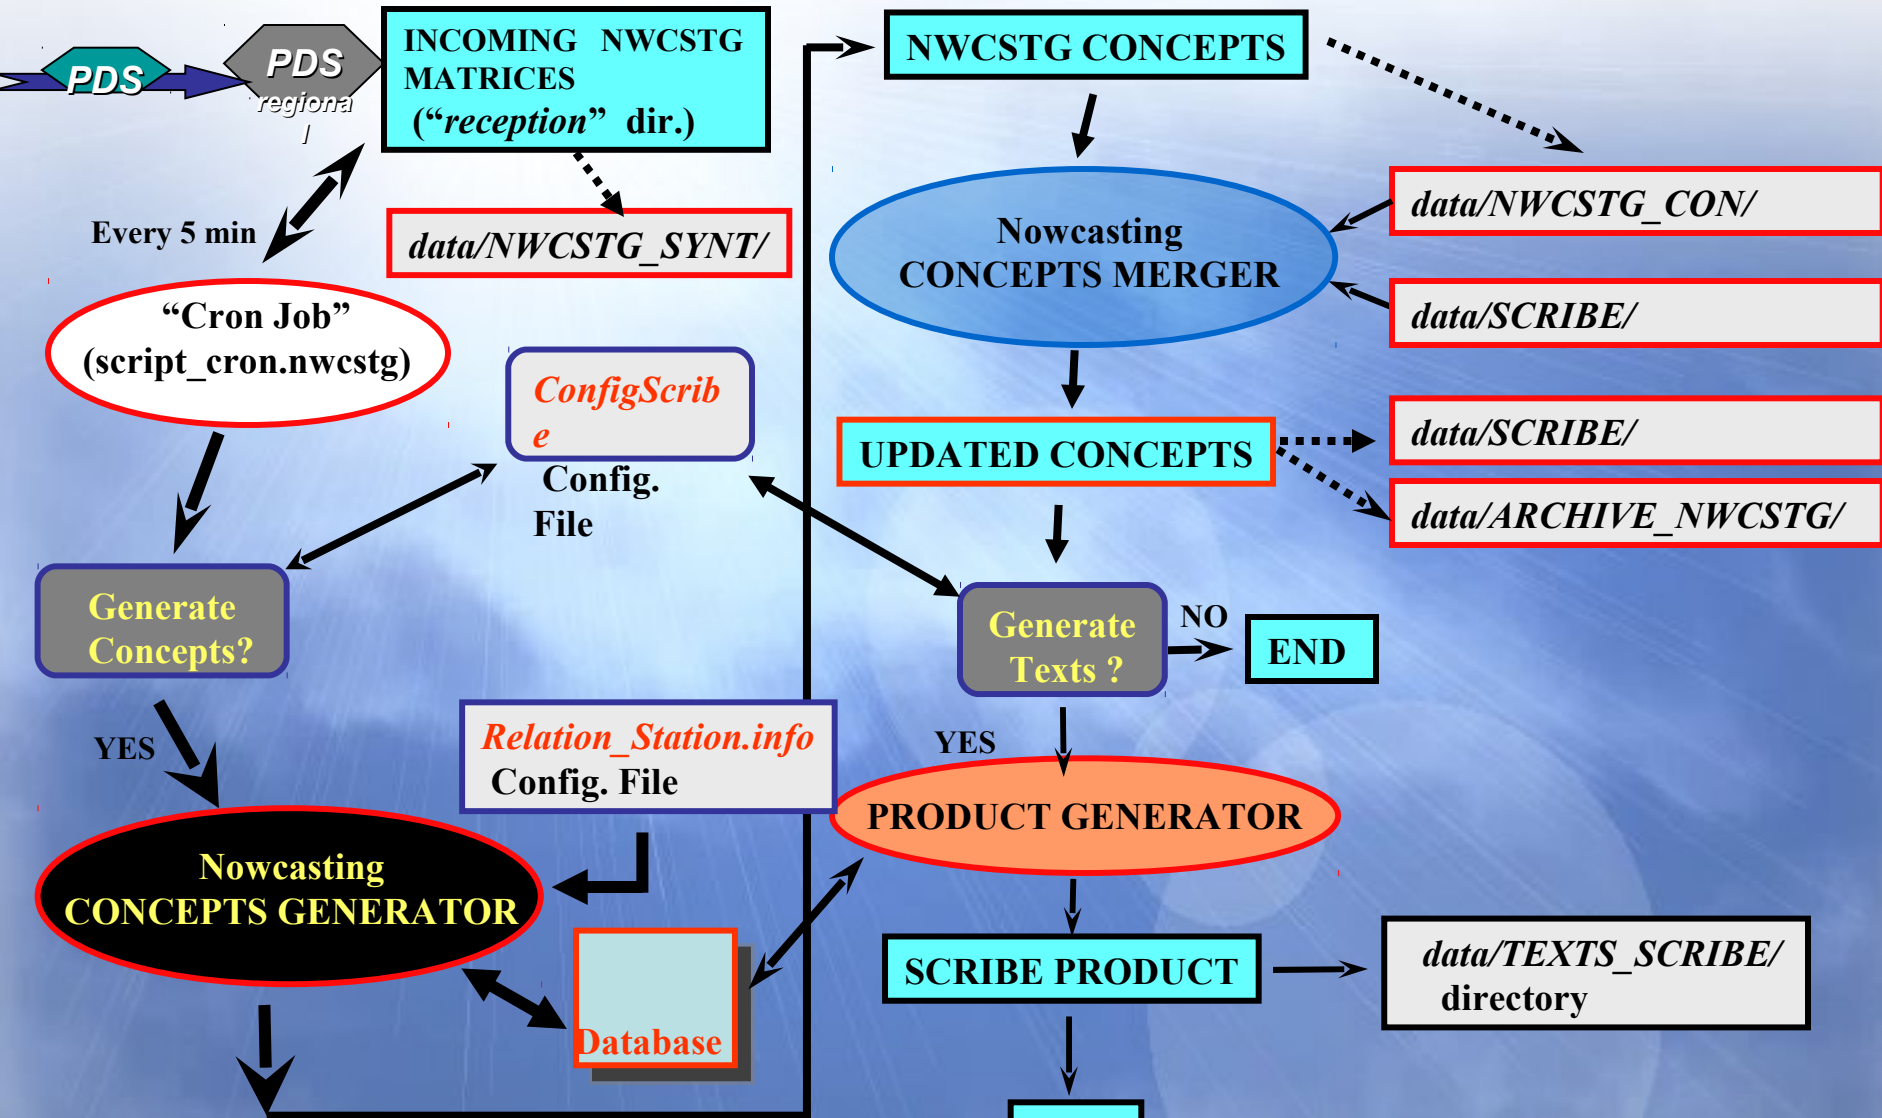 PDS
PDS
regiona
l
INCOMING NWCSTG
MATRICES
(“reception” dir.)
data/NWCSTG_SYNT/
Every 5 min
“Cron Job”
(script_cron.nwcstg)
ConfigScrib
e
Config.
File
Generate
Concepts?
YES
Relation_Station.info
Config. File
Nowcasting
CONCEPTS GENERATOR
Database
NWCSTG CONCEPTS
Nowcasting
CONCEPTS MERGER
data/NWCSTG_CON/
data/SCRIBE/
UPDATED CONCEPTS
data/SCRIBE/
data/ARCHIVE_NWCSTG/
Generate
Texts ?
NO
END
YES
PRODUCT GENERATOR
SCRIBE PRODUCT
data/TEXTS_SCRIBE/
directory